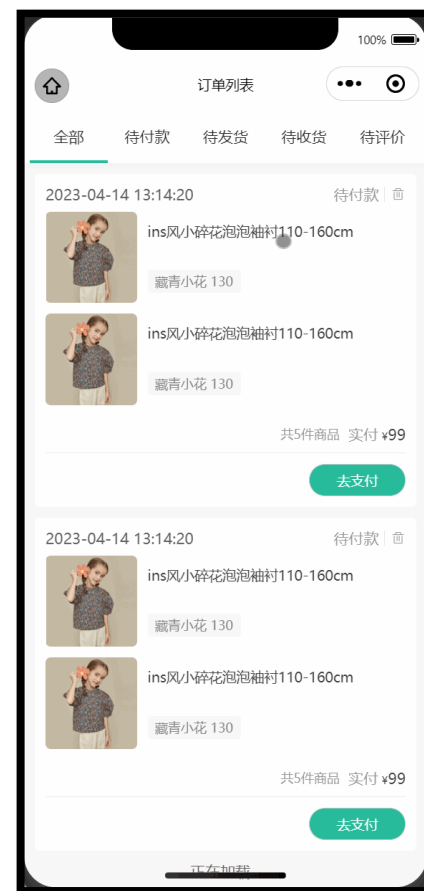 100%
订单列表
全部 待付款 待发货 待收货 待评价
2023-04-14 13:14:20 待付款
ins风小碎花泡泡袖衬110-160cm
藏青小花 130
ins风小碎花泡泡袖衬110-160cm
藏青小花 130
共5件商品 实付 ¥99
去支付
2023-04-14 13:14:20 待付款
ins风小碎花泡泡袖衬110-160cm
藏青小花 130
ins风小碎花泡泡袖衬110-160cm
藏青小花 130
共5件商品 实付 ¥99
去支付
正在加载